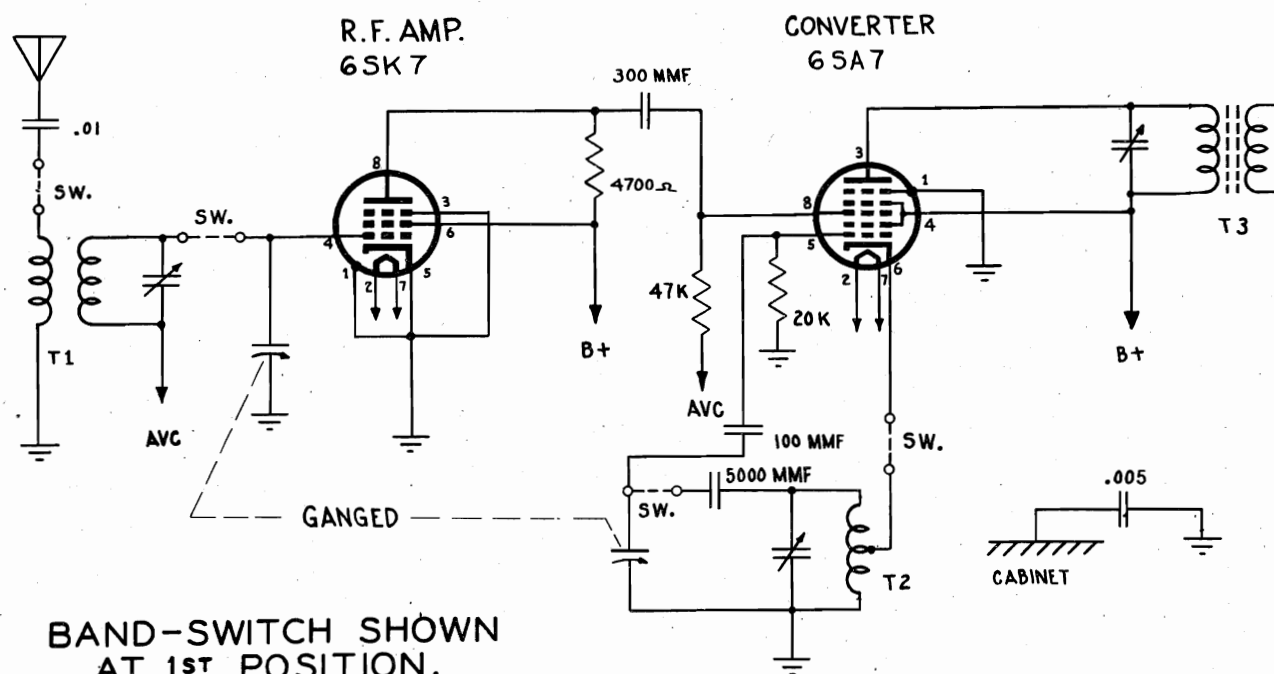 R.F. AMP.
6SK7
CONVERTER
6SA7
300 MMF
.01
SW.
SW.
8
3
6
4
1
2
7
5
4700Ω
B+
T1
AVC
3
1
8
4
5
6
2
7
47K
20K
AVC
T3
B+
100 MMF
SW.
5000 MMF
SW.
GANGED
T2
.005
CABINET
BAND-SWITCH SHOWN
AT 1ST POSITION.